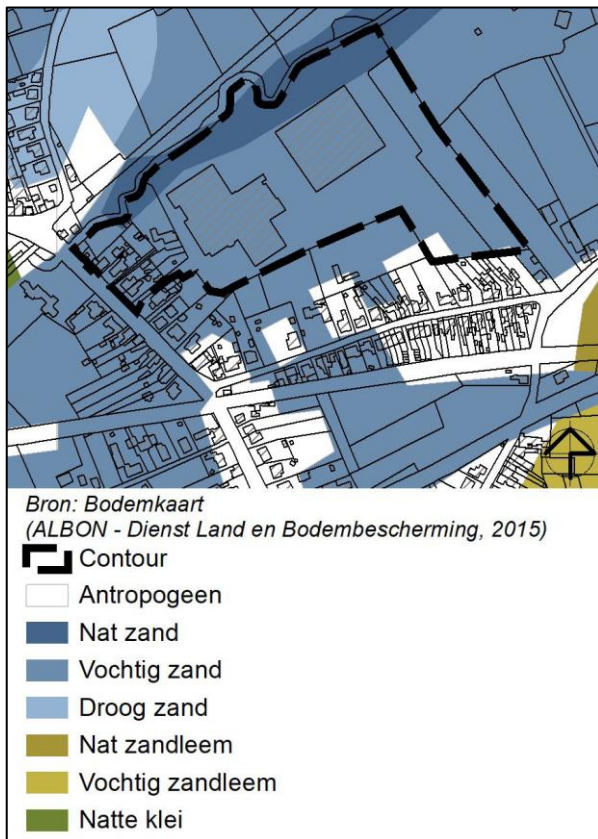 Bron: Bodemkaart
(ALBON - Dienst Land en Bodembescherming, 2015)
Contour
Antropogeen
Nat zand
Vochtig zand
Droog zand
Nat zandleem
Vochtig zandleem
Natte klei